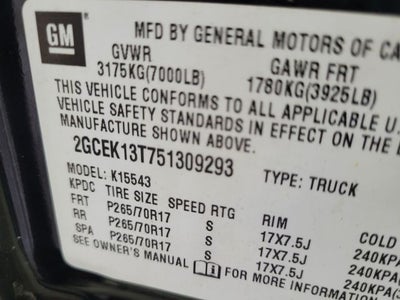 GM
MFD BY GENERAL MOTORS OF CA
GVWR GAWR FRT
3175KG(7000LB) 1780KG(3925LB)
THIS VEHICLE CONFORMS TO ALL APPLICABLE U.
VEHICLE SAFETY STANDARDS IN EFFECT ON THE
MANUFACTURE SHOWN ABOVE.
2GCEK13T751309293 TYPE: TRUCK
MODEL: K15543
KPDC TIRE SIZE SPEED RTG RIM COLD
FRT P265/70R17 S 17X7.5J 240KPA
RR P265/70R17 S 17X7.5J 240KPA
SPA P265/70R17 S 17X7.5J 240KPA(
SEE OWNER'S MANUAL FOR MORE INFORMATION